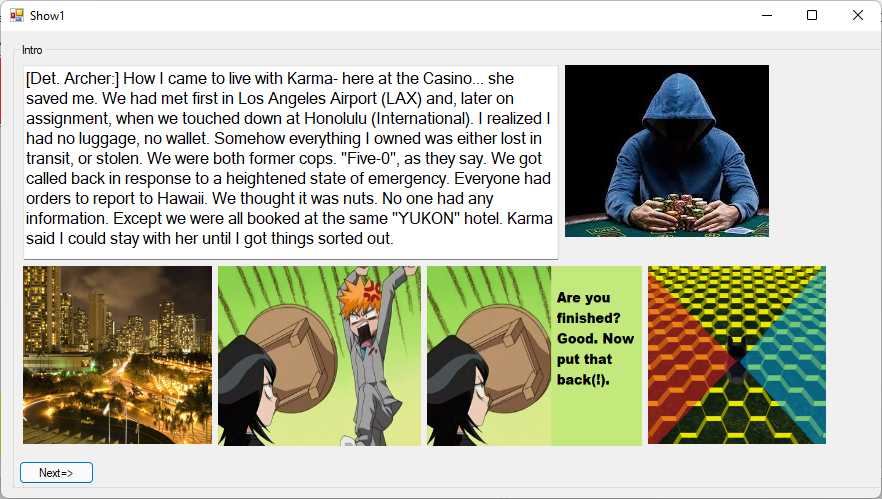 Show1
Intro
[Det. Archer:] How I came to live with Karma- here at the Casino... she
saved me. We had met first in Los Angeles Airport (LAX) and, later on
assignment, when we touched down at Honolulu (International). I realized I
had no luggage, no wallet. Somehow everything I owned was either lost in
transit, or stolen. We were both former cops. "Five-0", as they say. We got
called back in response to a heightened state of emergency. Everyone had
orders to report to Hawaii. We thought it was nuts. No one had any
information. Except we were all booked at the same "YUKON" hotel. Karma
said I could stay with her until I got things sorted out.
Are you
finished?
Good. Now
put that
back(!).
Next=>